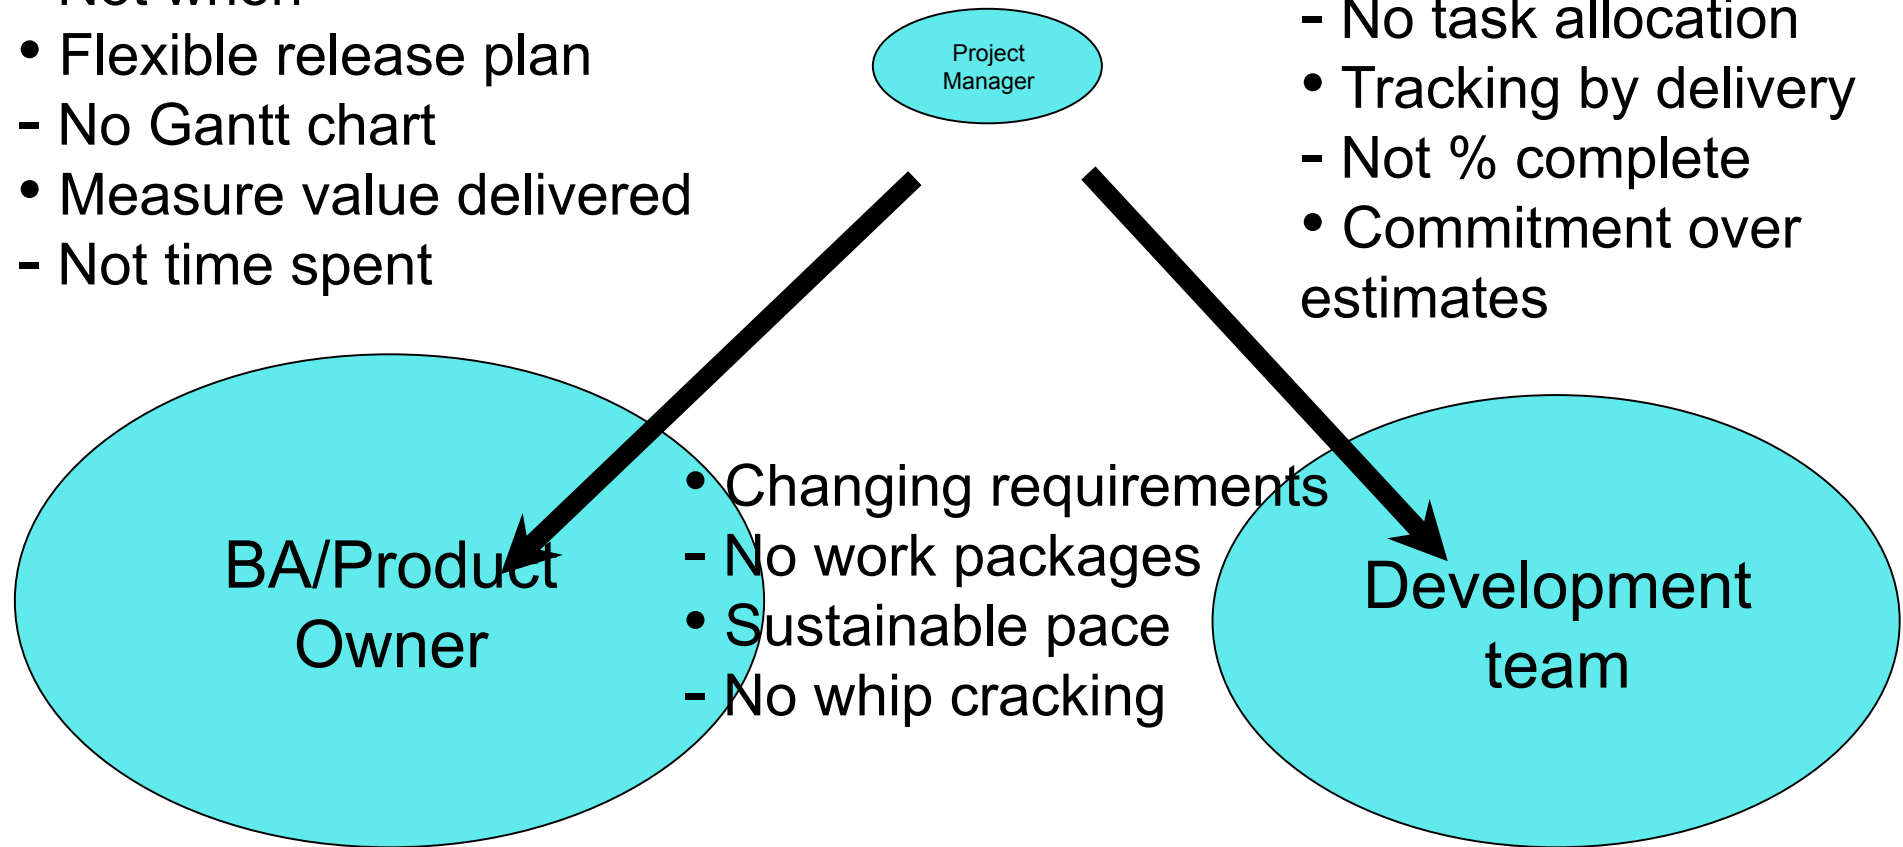 Not when
• Flexible release plan
- No Gantt chart
• Measure value delivered
- Not time spent
Project
Manager
- No task allocation
• Tracking by delivery
- Not % complete
• Commitment over
estimates
BA/Product
Owner
• Changing requirements
- No work packages
• Sustainable pace
- No whip cracking
Development
team